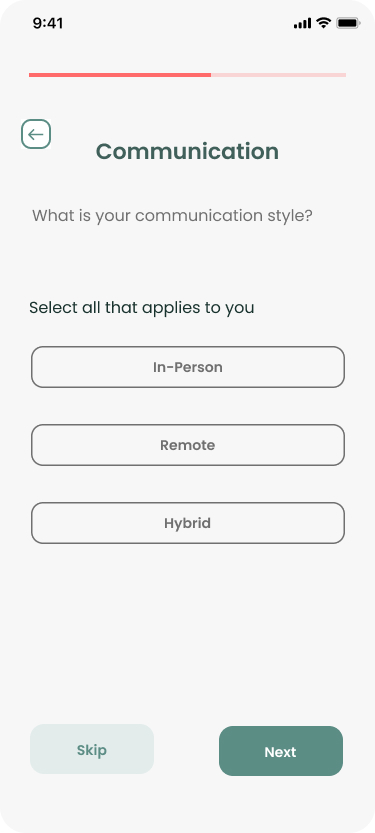 9:41
Communication
What is your communication style?
Select all that applies to you
In-Person
Remote
Hybrid
Skip
Next